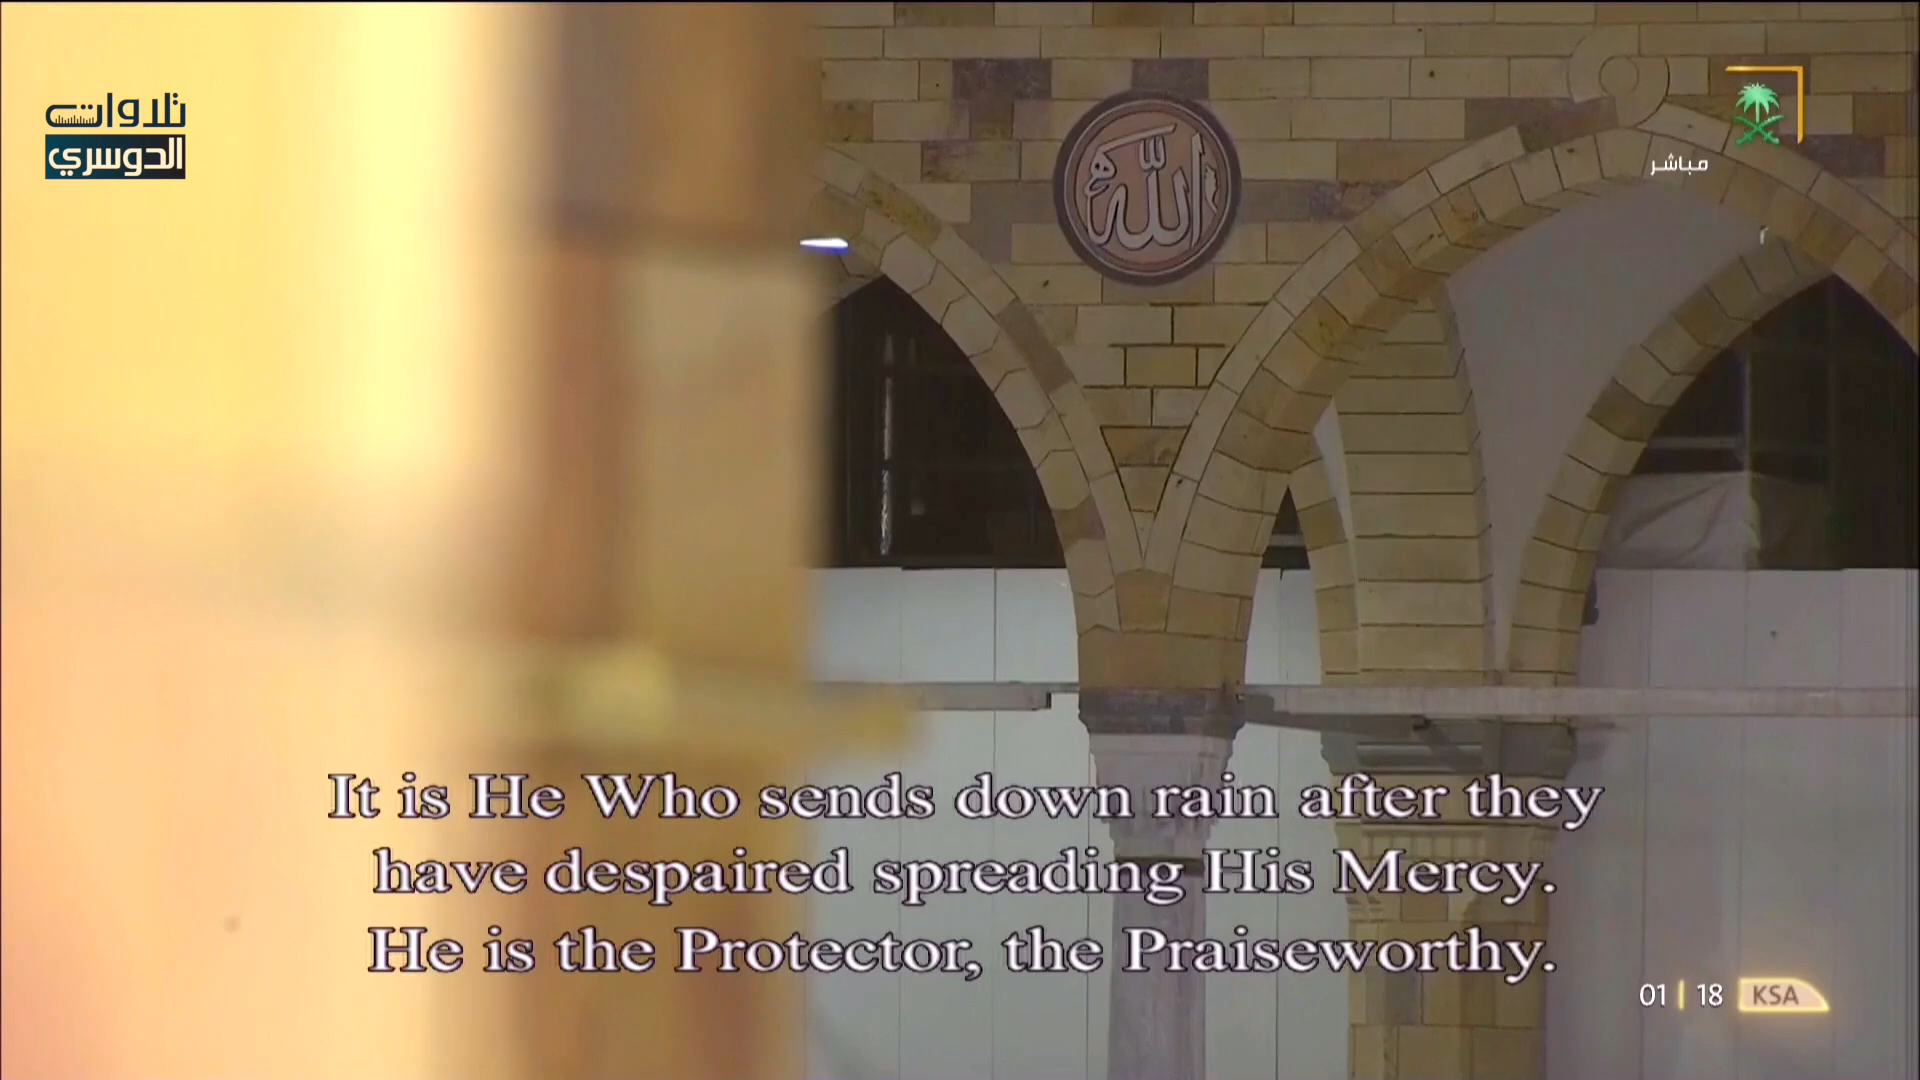 تلاوات
الدوسري
الله
مباشر
It is He Who sends down rain after they
have despaired spreading His Mercy.
He is the Protector, the Praiseworthy.
01 | 18 KSA